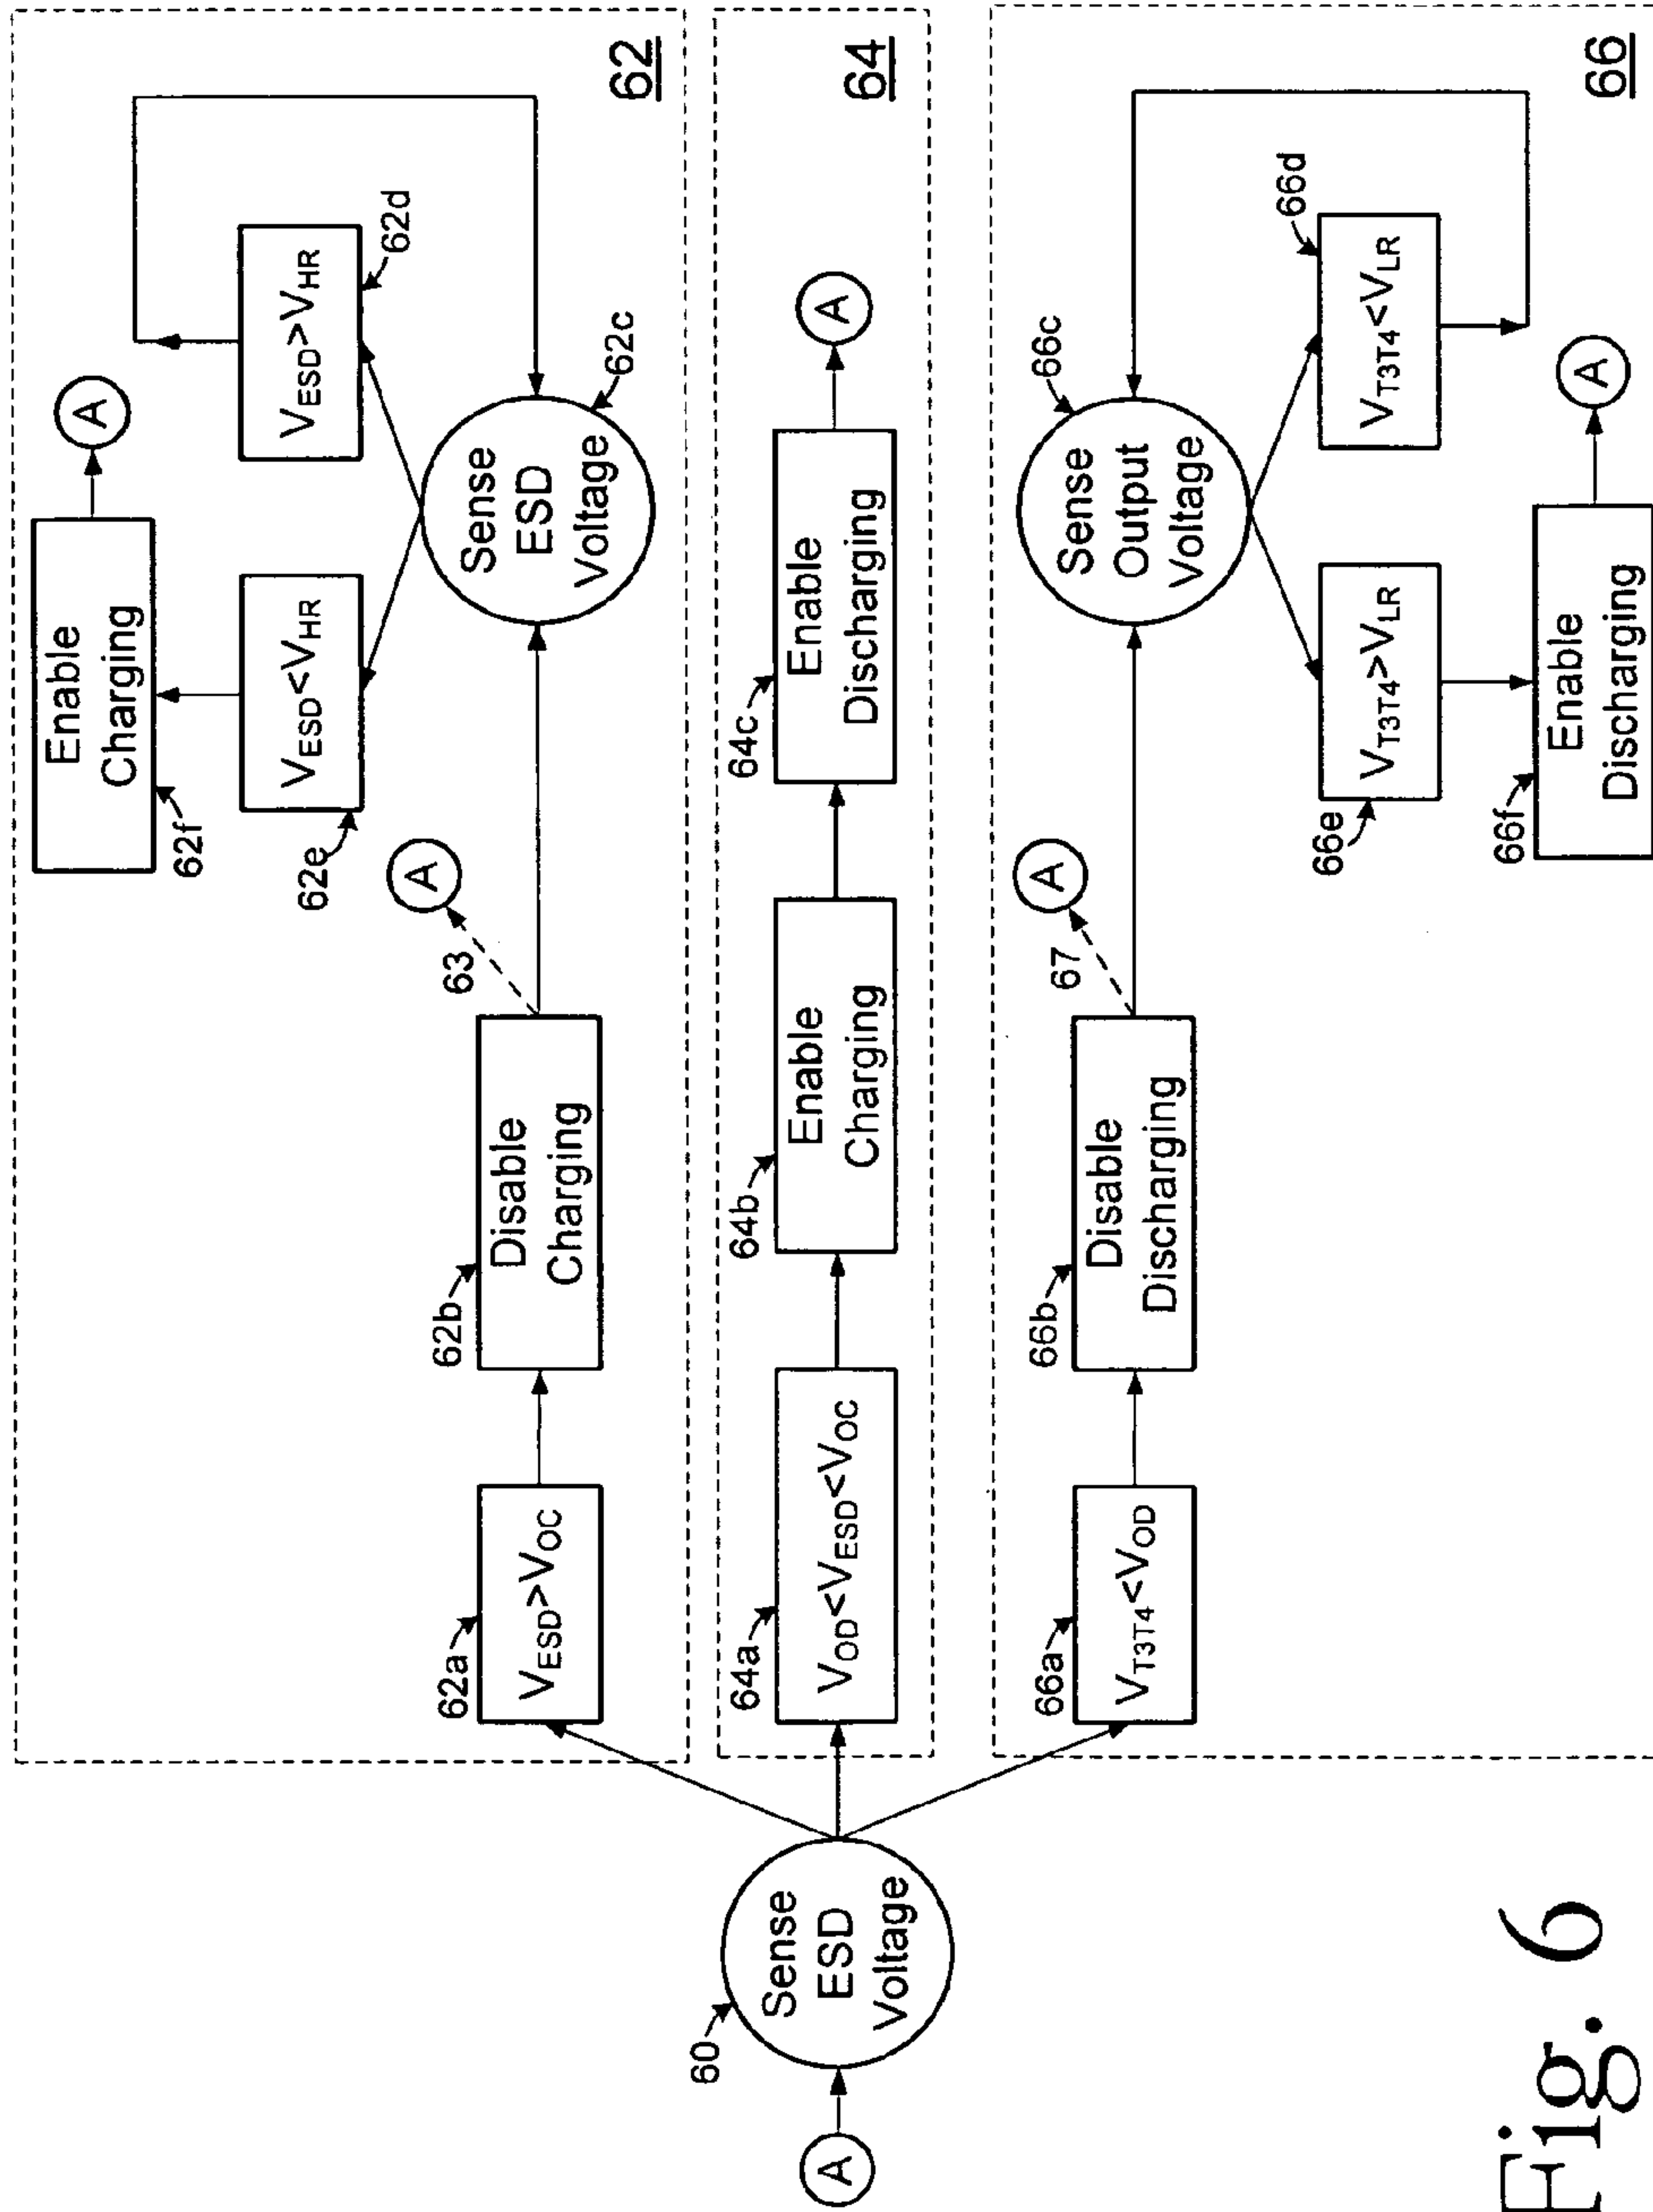 A
60
Sense
ESD
Voltage
62
62a
V_ESD>V_OC
62b
Disable
Charging
63
A
Sense
ESD
Voltage
62c
V_ESD>V_HR
62d
V_ESD<V_HR
62e
Enable
Charging
62f
A
64
64a
V_OD<V_ESD<V_OC
64b
Enable
Charging
64c
Enable
Discharging
A
66
66a
V_T3T4<V_OD
66b
Disable
Discharging
67
A
66c
Sense
Output
Voltage
V_T3T4<V_LR
66d
V_T3T4>V_LR
66e
66f
Enable
Discharging
A
Fig. 6